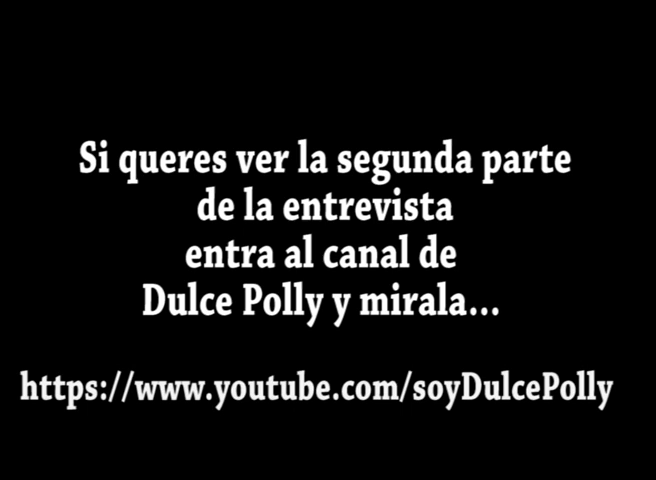 Si queres ver la segunda parte
de la entrevista
entra al canal de
Dulce Polly y mirala...
https://www.youtube.com/soyDulcePolly